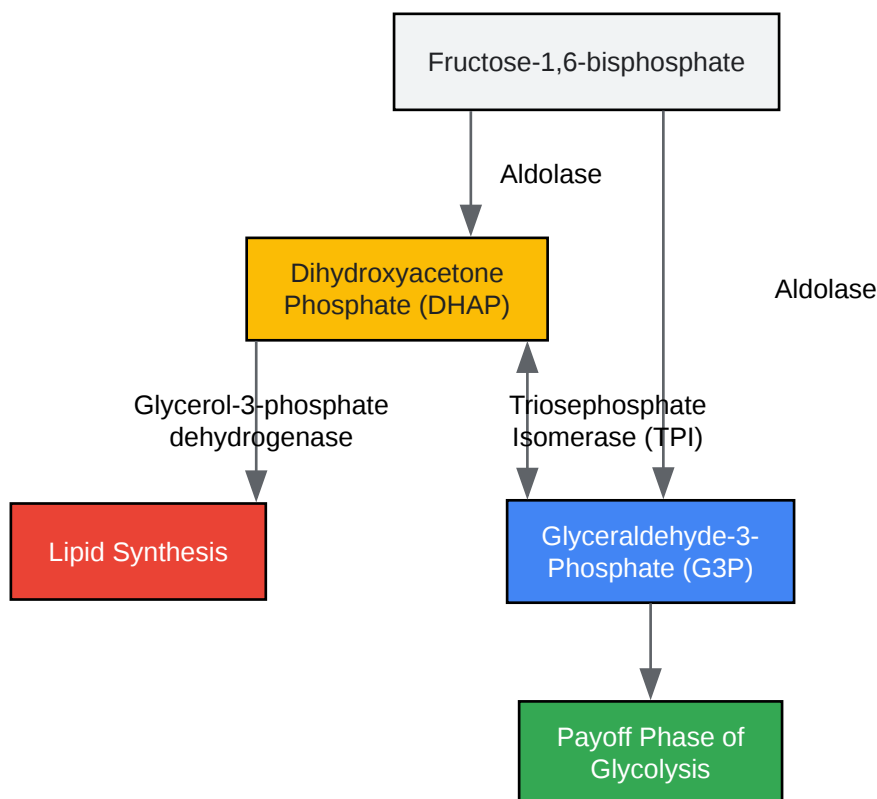 Fructose-1,6-bisphosphate
Aldolase
Dihydroxyacetone
Phosphate (DHAP)
Aldolase
Glycerol-3-phosphate
dehydrogenase
Triosephosphate
Isomerase (TPI)
Lipid Synthesis
Glyceraldehyde-3-
Phosphate (G3P)
Payoff Phase of
Glycolysis